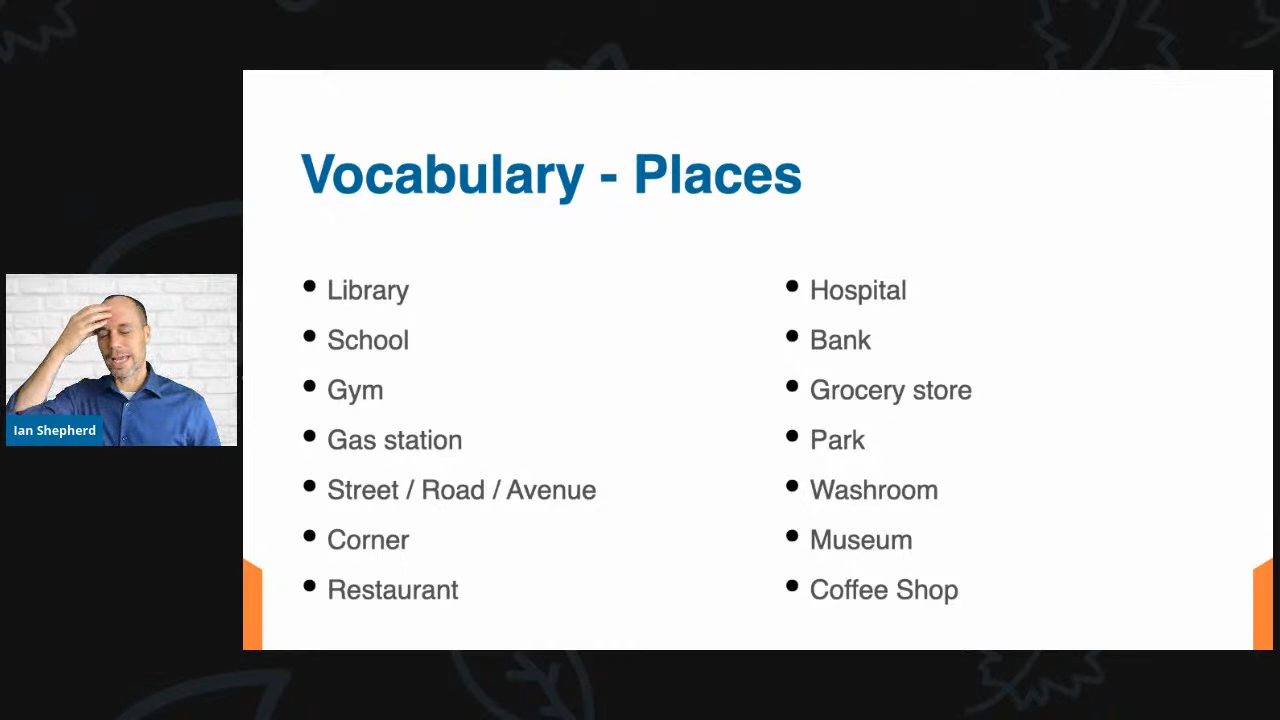 Vocabulary - Places
Library
School
Gym
Gas station
Street / Road / Avenue
Corner
Restaurant
Hospital
Bank
Grocery store
Park
Washroom
Museum
Coffee Shop
Ian Shepherd